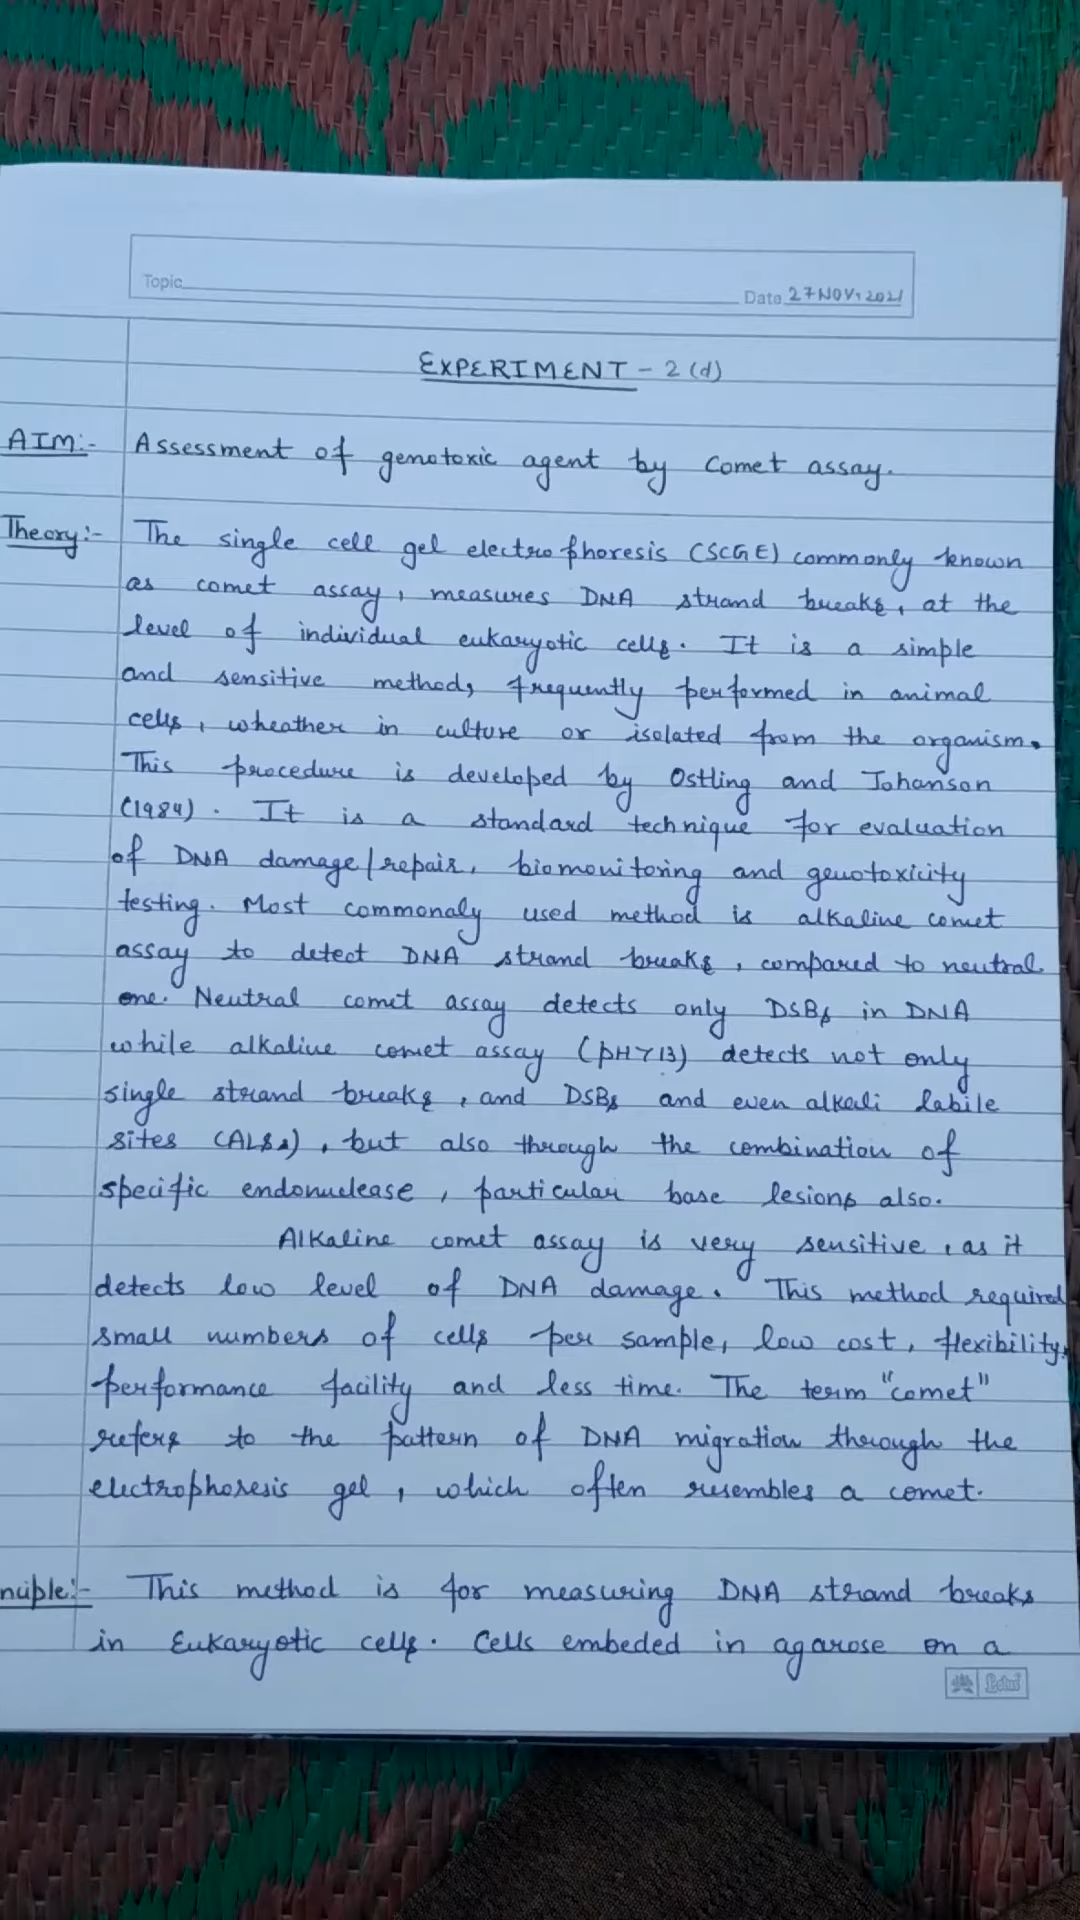 Topic
Date 27 NOV, 2021
EXPERIMENT - 2 (d)
AIM:- Assessment of genotoxic agent by comet assay.
Theory:- The single cell gel electrophoresis (SCGE) commonly known
as comet assay, measures DNA strand breaks, at the
level of individual eukaryotic cells. It is a simple
and sensitive method, frequently performed in animal
cells, wheather in culture or isolated from the organism.
This procedure is developed by Ostling and Johanson
(1984). It is a standard technique for evaluation
of DNA damage/repair, biomonitoring and genotoxicity
testing. Most commonaly used method is alkaline comet
assay to detect DNA strand breaks, compared to neutral
one. Neutral comet assay detects only DSBs in DNA
while alkaline comet assay (pH>13) detects not only
single strand breaks, and DSBs and even alkali labile
sites (ALSs), but also through the combination of
specific endonuclease, particular base lesions also.
Alkaline comet assay is very sensitive, as it
detects low level of DNA damage. This method required
small numbers of cells per sample, low cost, flexibility,
performance facility and less time. The term "comet"
refers to the pattern of DNA migration through the
electrophoresis gel, which often resembles a comet.
nciple:- This method is for measuring DNA strand breaks
in Eukaryotic cells. Cells embeded in agarose on a